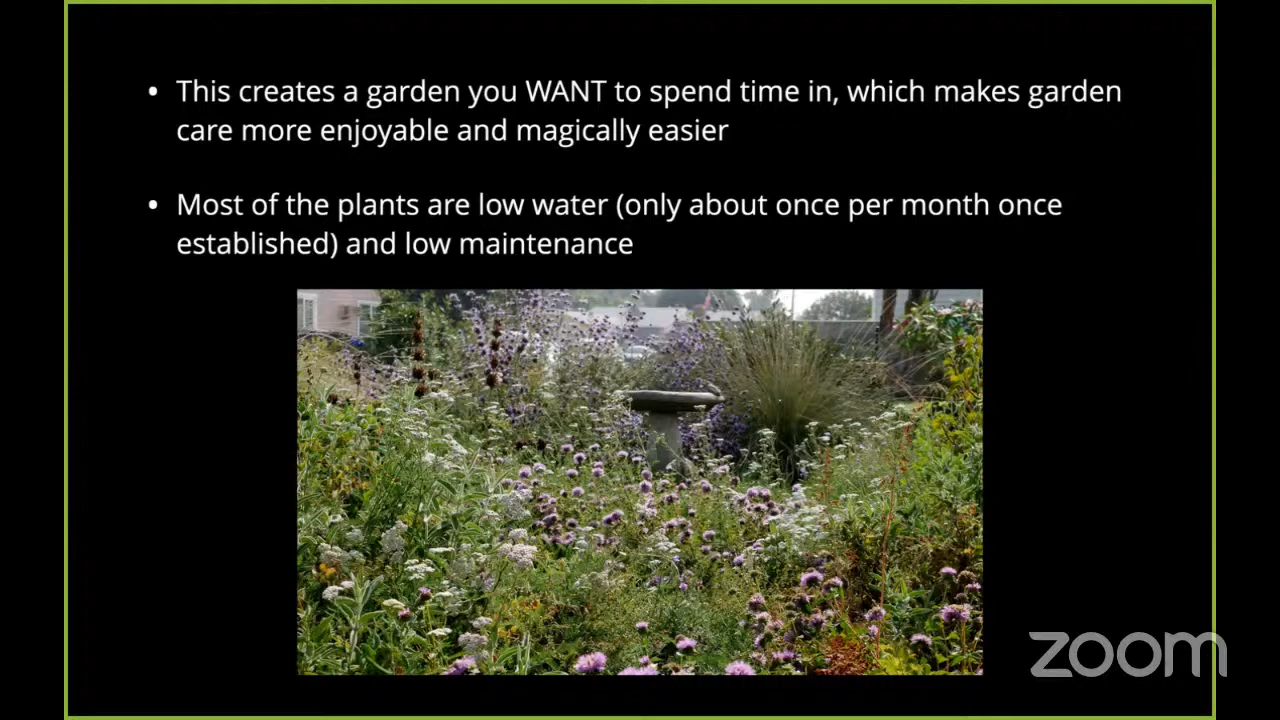 • This creates a garden you WANT to spend time in, which makes garden
care more enjoyable and magically easier
• Most of the plants are low water (only about once per month once
established) and low maintenance
zoom